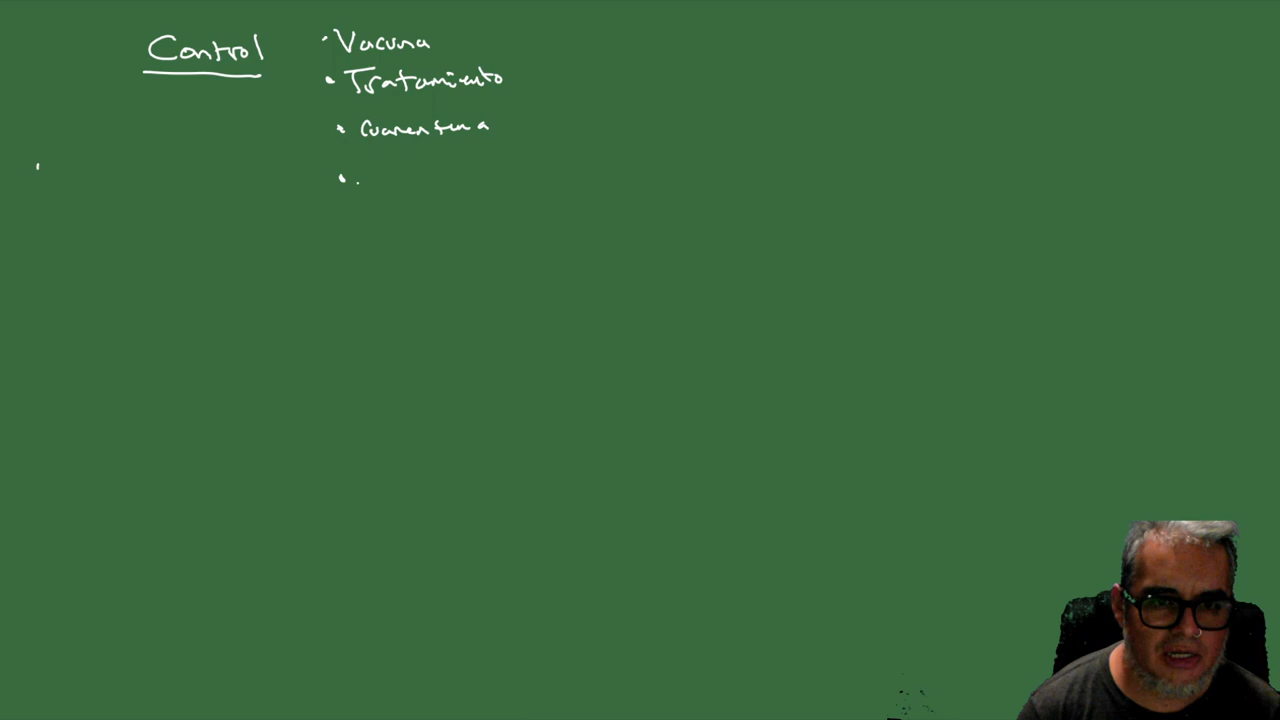 Control
• Vacuna
• Tratamiento
• Cuarentena
•